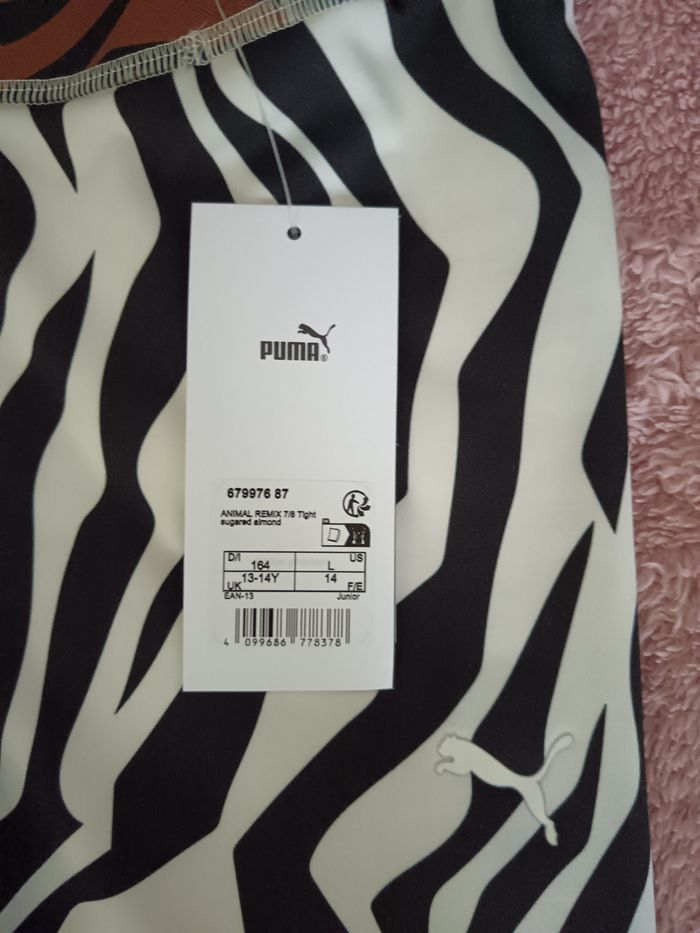 PUMA®
679976 87
ANIMAL REMIX 7/8 Tight
sugared almond
D/I 164 L US
UK 13-14Y 14 F/E
EAN-13 Junior
4 099686 778378